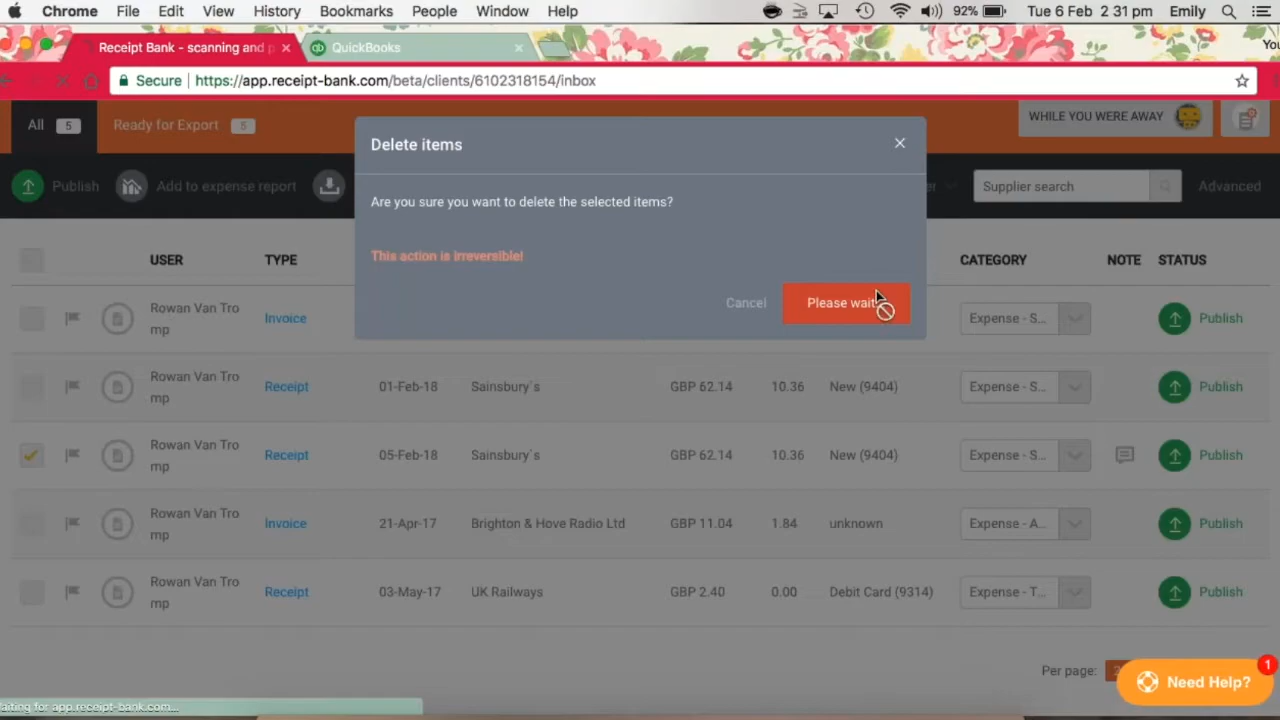 Chrome File Edit View History Bookmarks People Window Help 92% Tue 6 Feb 2 31 pm Emily
Receipt Bank - scanning and p QuickBooks You
Secure https://app.receipt-bank.com/beta/clients/6102318154/inbox
All 5 Ready for Export 5 WHILE YOU WERE AWAY
Delete items
Publish Add to expense report Supplier search Advanced
Are you sure you want to delete the selected items?
This action is irreversible!
USER TYPE CATEGORY NOTE STATUS
Cancel Please wait
Rowan Van Tro
mp
Invoice Expense - S... Publish
Rowan Van Tro
mp
Receipt 01-Feb-18 Sainsbury´s GBP 62.14 10.36 New (9404) Expense - S... Publish
Rowan Van Tro
mp
Receipt 05-Feb-18 Sainsbury´s GBP 62.14 10.36 New (9404) Expense - S... Publish
Rowan Van Tro
mp
Invoice 21-Apr-17 Brighton & Hove Radio Ltd GBP 11.04 1.84 unknown Expense - A... Publish
Rowan Van Tro
mp
Receipt 03-May-17 UK Railways GBP 2.40 0.00 Debit Card (9314) Expense - T... Publish
Per page:
Need Help? 1
aiting for app.receipt-bank.com...